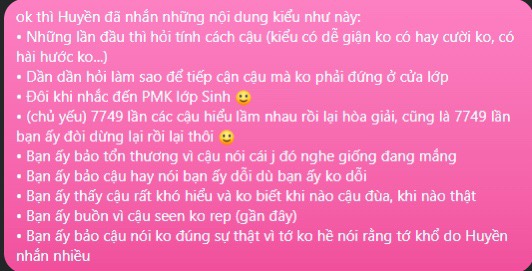 ok thì Huyền đã nhắn những nội dung kiểu như này:
• Những lần đầu thì hỏi tính cách cậu (kiểu có dễ giận ko có hay cười ko, có
hài hước ko...)
• Dần dần hỏi làm sao để tiếp cận cậu mà ko phải đứng ở cửa lớp
• Đôi khi nhắc đến PMK lớp Sinh 🙂
• (chủ yếu) 7749 lần các cậu hiểu lầm nhau rồi lại hòa giải, cũng là 7749 lần
bạn ấy đòi dừng lại rồi lại thôi 🙂
• Bạn ấy bảo tổn thương vì cậu nói cái j đó nghe giống đang mắng
• Bạn ấy bảo cậu hay nói bạn ấy dỗi dù bạn ấy ko dỗi
• Bạn ấy thấy cậu rất khó hiểu và ko biết khi nào cậu đùa, khi nào thật
• Bạn ấy buồn vì cậu seen ko rep (gần đây)
• Bạn ấy bảo cậu nói ko đúng sự thật vì tớ ko hề nói rằng tớ khổ do Huyền
nhắn nhiều